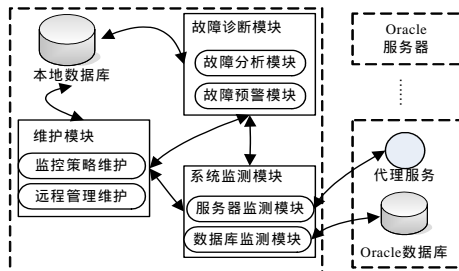 故障诊断模块
故障分析模块
故障预警模块
本地数据库
维护模块
监控策略维护
远程管理维护
系统监测模块
服务器监测模块
数据库监测模块
Oracle
服务器
……
代理服务
Oracle数据库